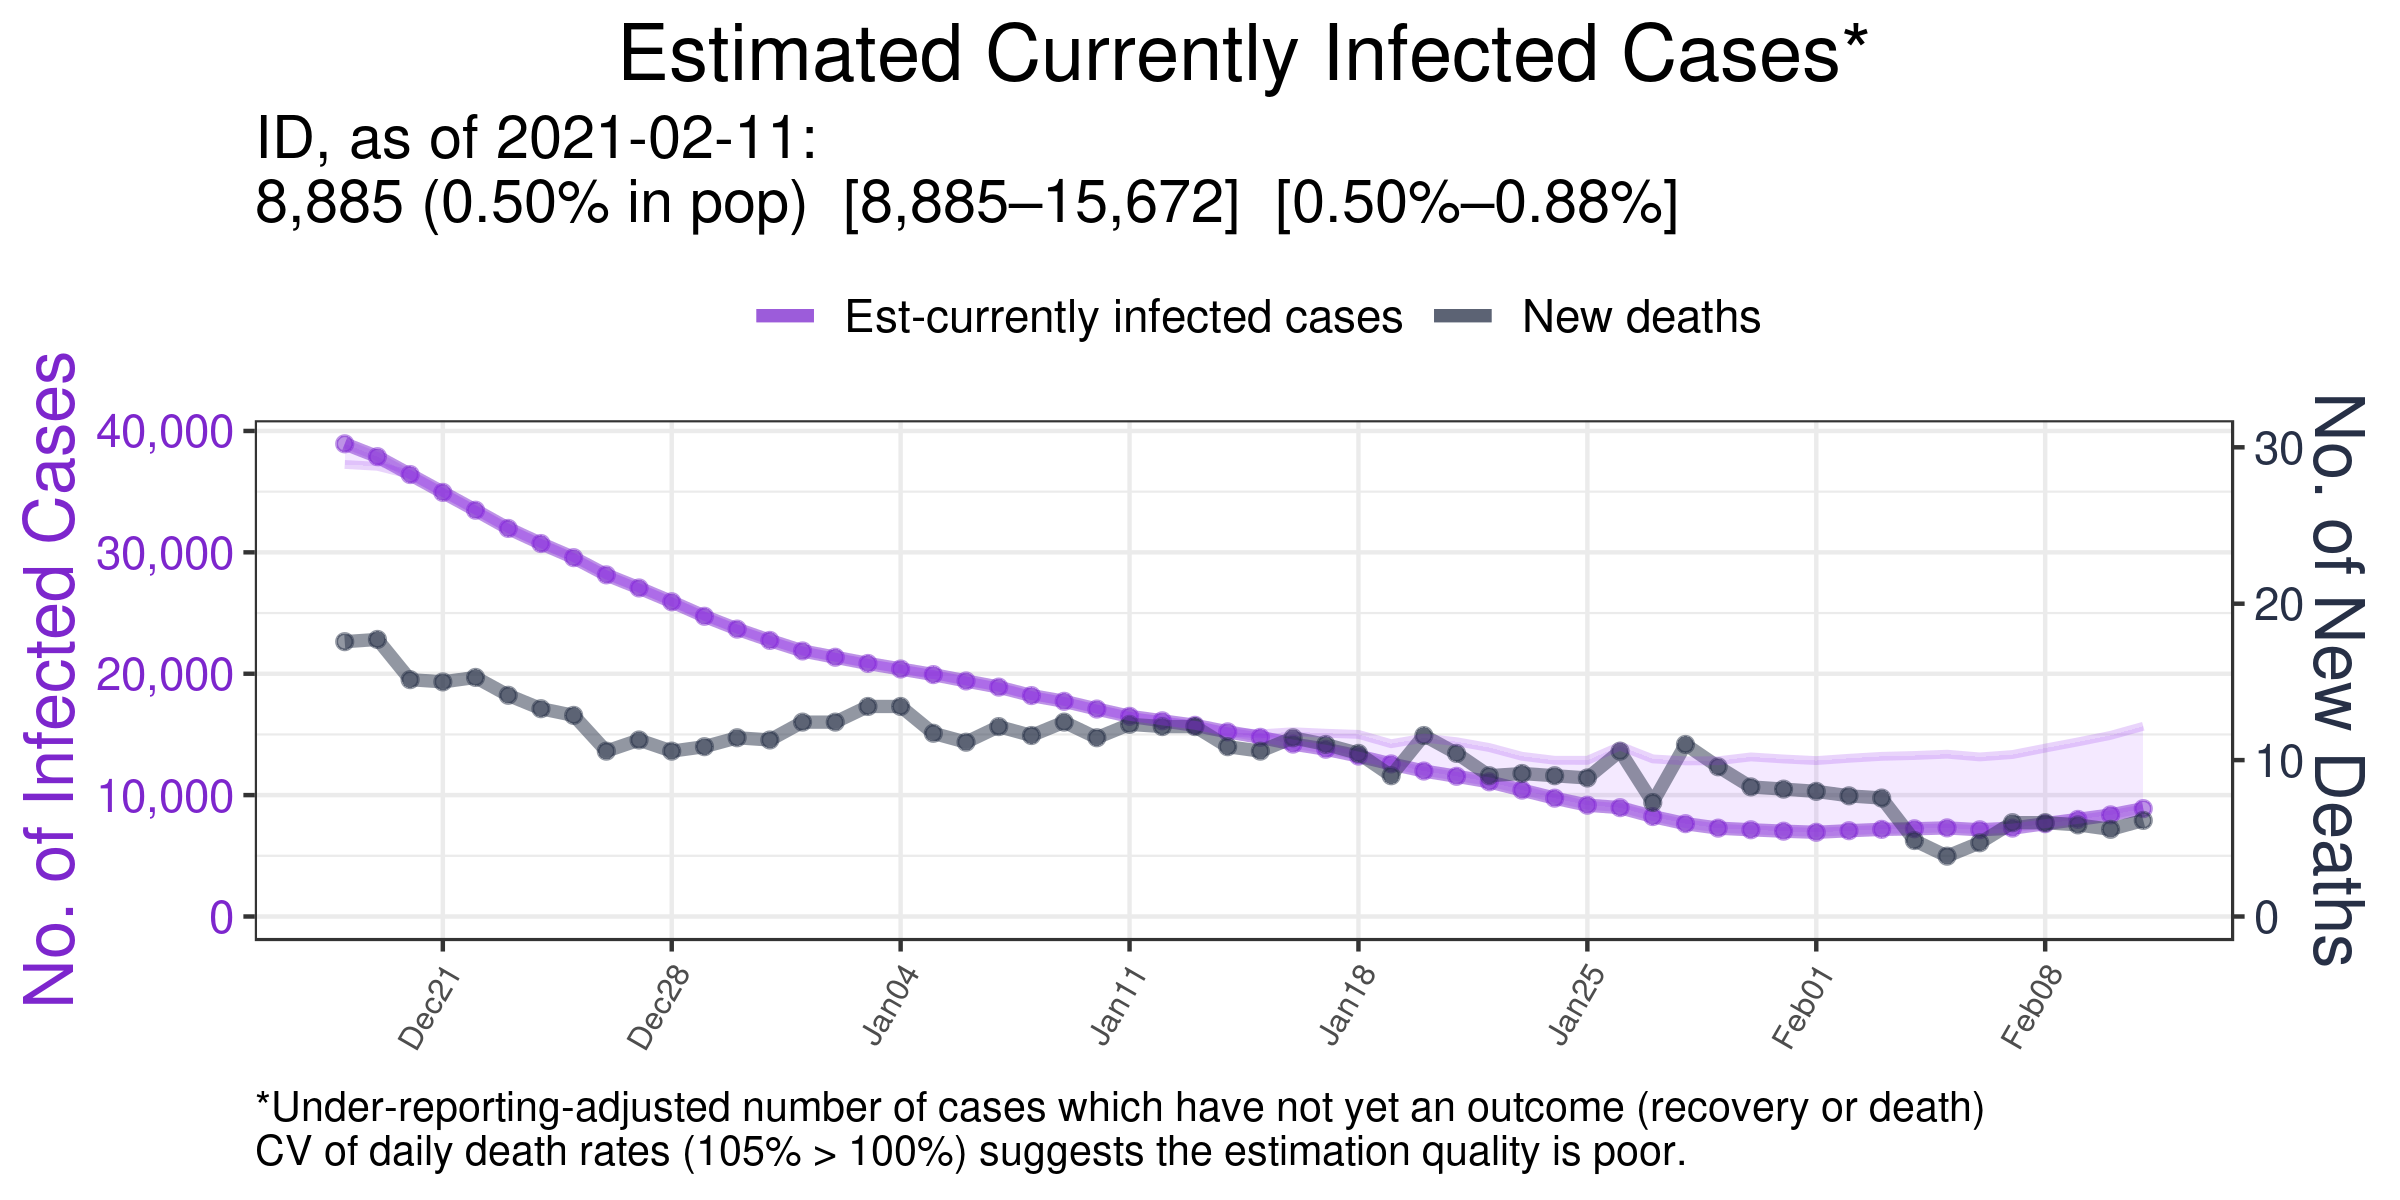 Estimated Currently Infected Cases*
ID, as of 2021-02-11:
8,885 (0.50% in pop) [8,885–15,672] [0.50%–0.88%]
Est-currently infected cases New deaths
No. of Infected Cases
40,000
30,000
20,000
10,000
0
No. of New Deaths
30
20
10
0
Dec21 Dec28 Jan04 Jan11 Jan18 Jan25 Feb01 Feb08
*Under-reporting-adjusted number of cases which have not yet an outcome (recovery or death)
CV of daily death rates (105% > 100%) suggests the estimation quality is poor.